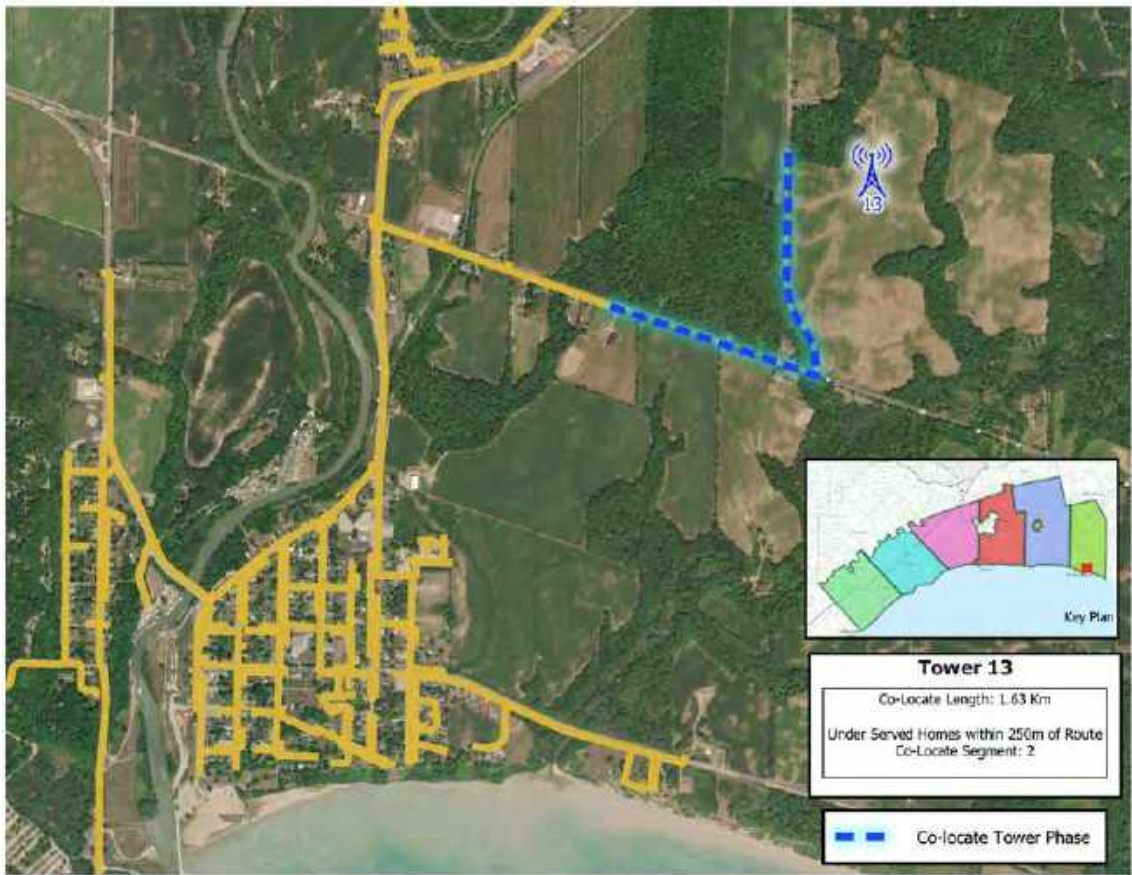 13
Key Plan
Tower 13
Co-Locate Length: 1.63 Km
Under Served Homes within 250m of Route
Co-Locate Segment: 2
Co-locate Tower Phase